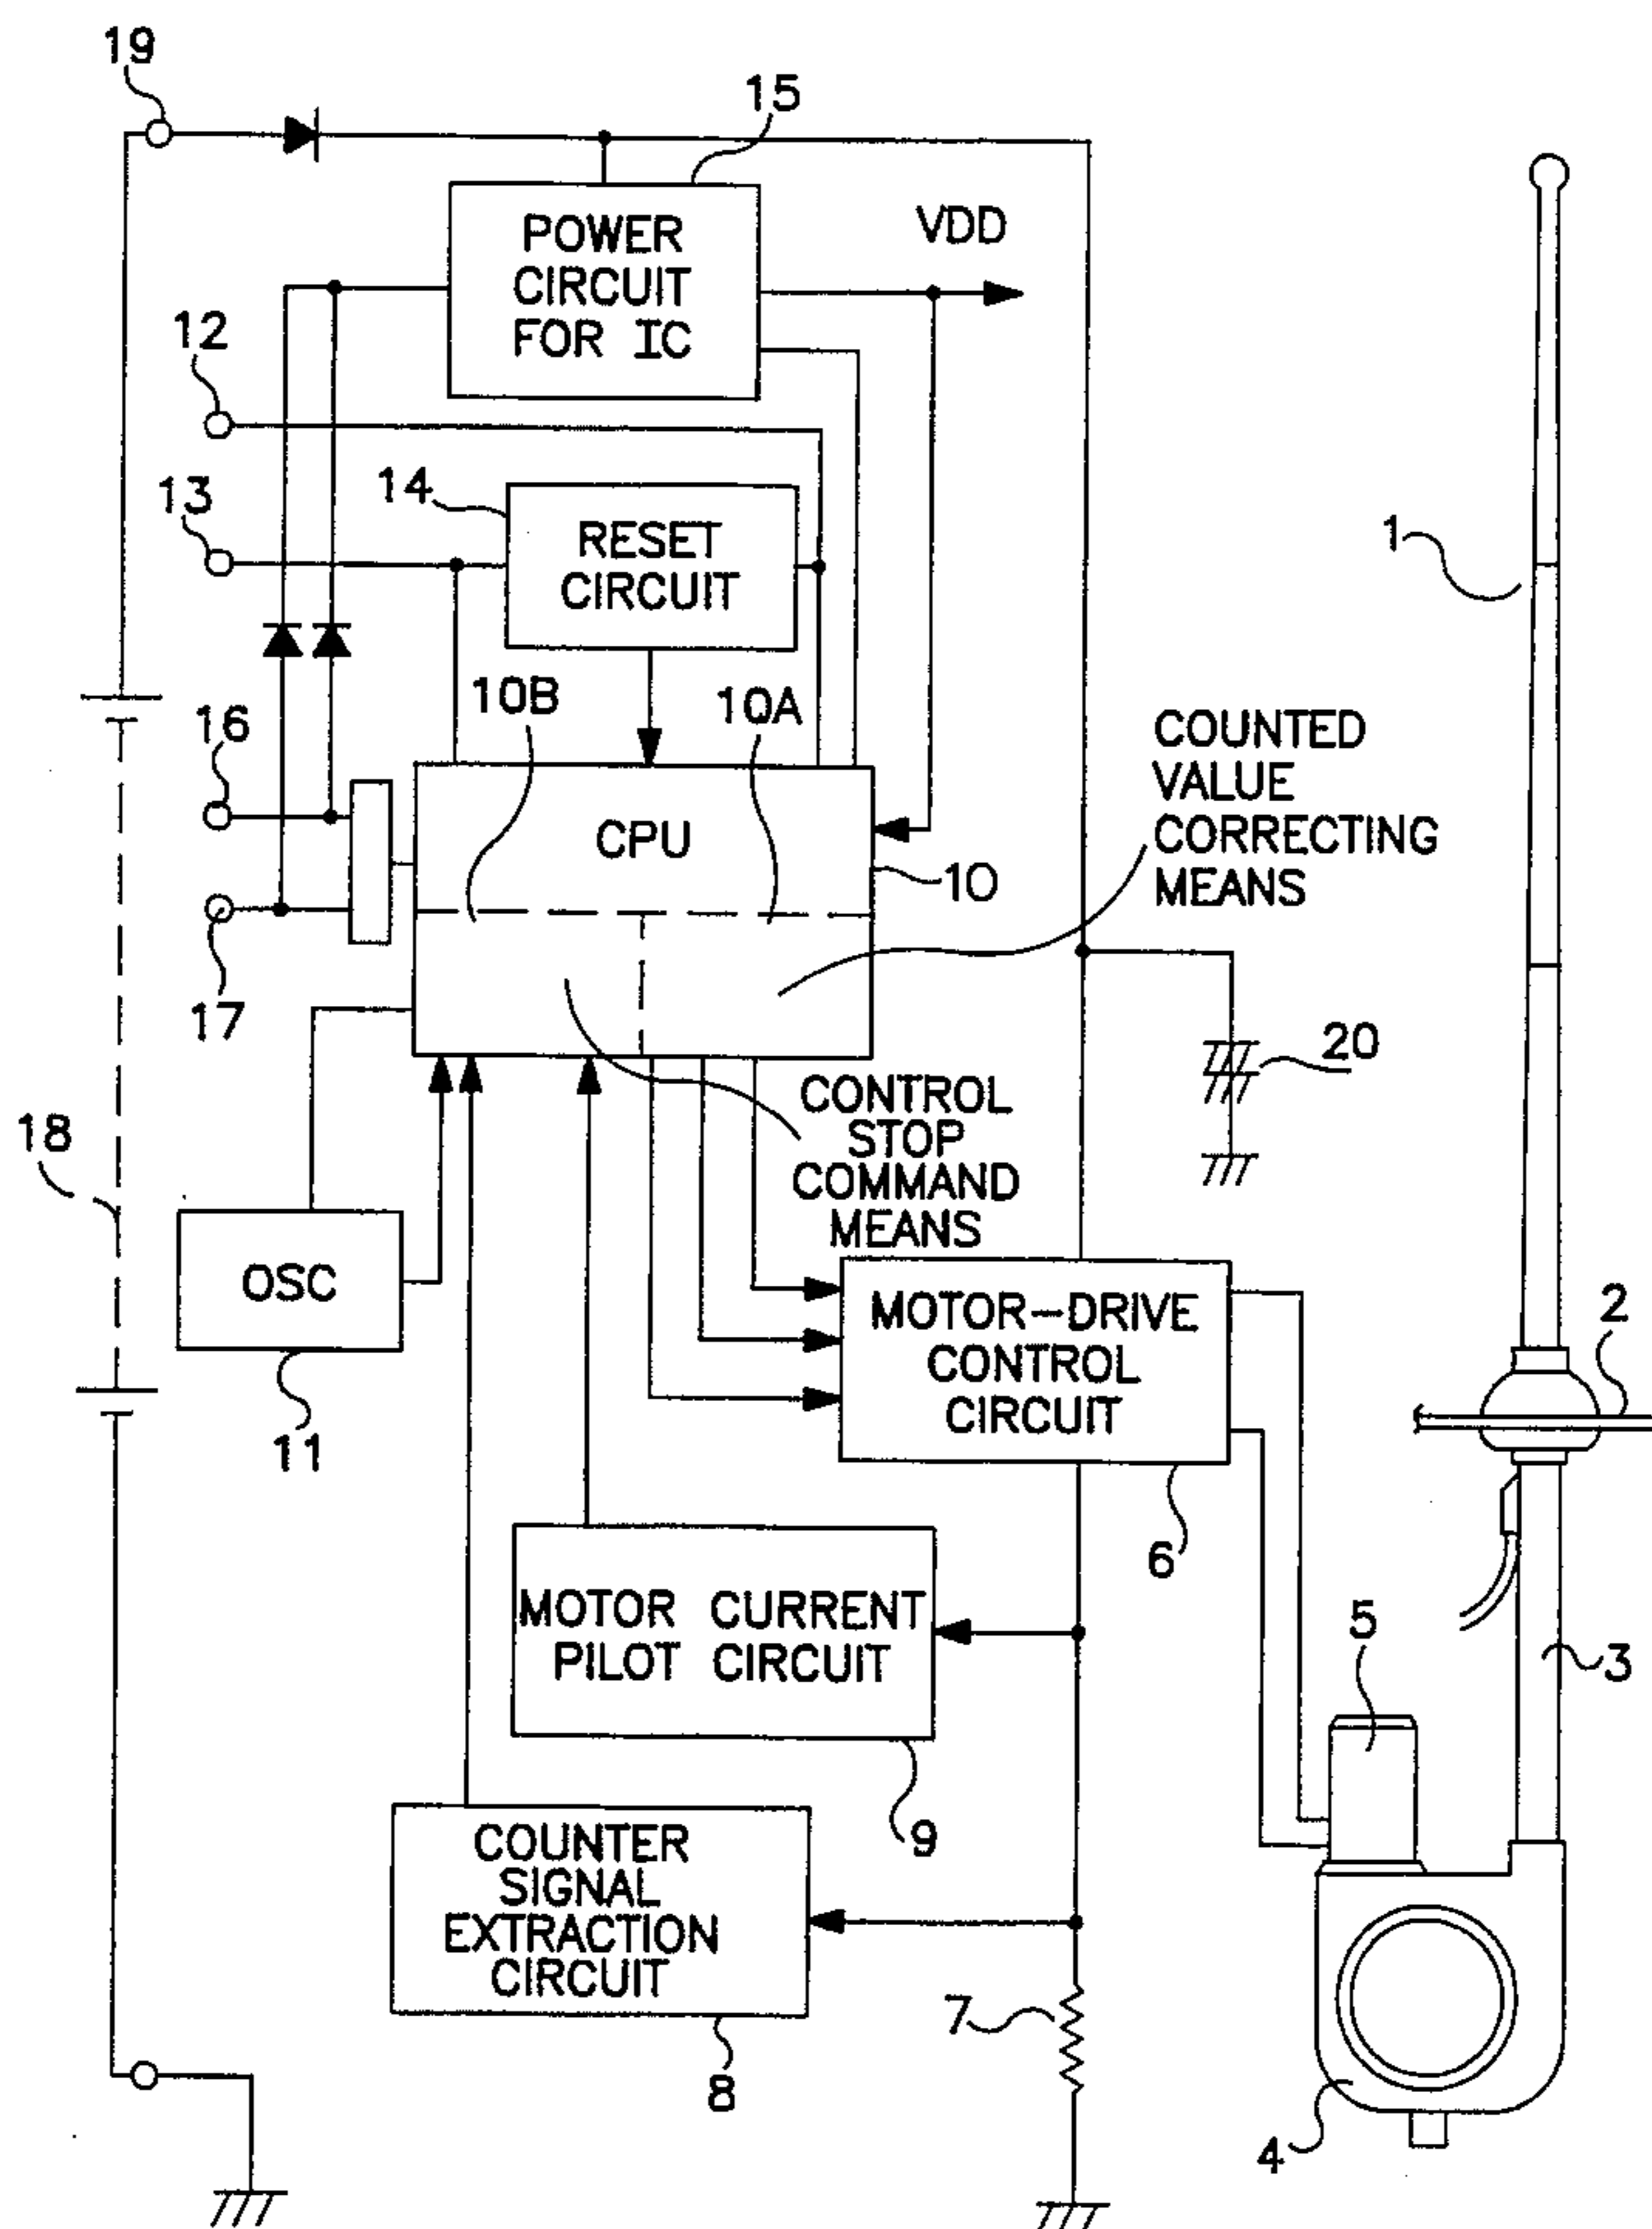 19
15
POWER
CIRCUIT
FOR IC
VDD
12
13
14
RESET
CIRCUIT
1
10B
10A
16
CPU
10
COUNTED
VALUE
CORRECTING
MEANS
17
20
18
CONTROL
STOP
COMMAND
MEANS
OSC
11
MOTOR-DRIVE
CONTROL
CIRCUIT
2
6
MOTOR CURRENT
PILOT CIRCUIT
5
3
9
COUNTER
SIGNAL
EXTRACTION
CIRCUIT
7
8
4